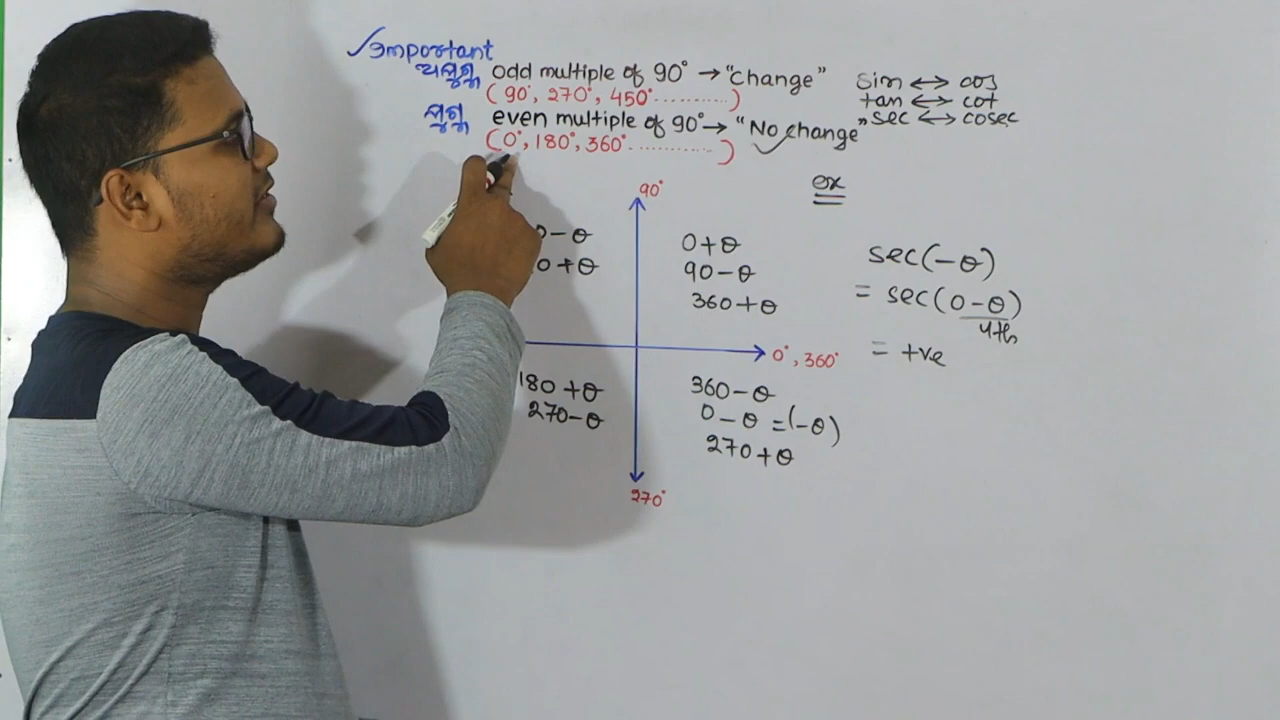 ✓Important
ଅଯୁଗ୍ମ odd multiple of 90° → "change"
(90°, 270°, 450°..........)
ଯୁଗ୍ମ even multiple of 90° → "No change"
(0°, 180°, 360°............)
sin ↔ cos
tan ↔ cot
sec ↔ cosec
ex
90°
0 - θ
0 + θ
0 + θ
90 - θ
360 + θ
0°, 360°
180 + θ
270 - θ
360 - θ
0 - θ = (-θ)
270 + θ
270°
sec(-θ)
= sec(0 - θ)
4th
= +ve